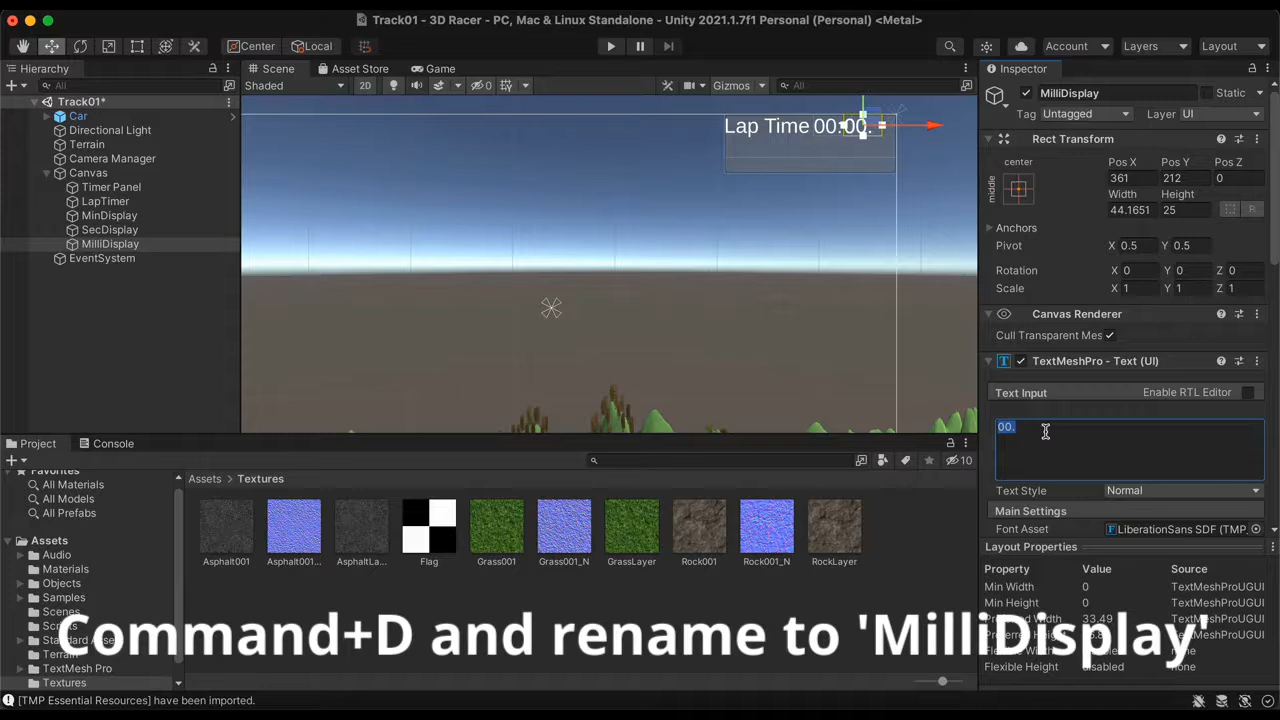 Track01 - 3D Racer - PC, Mac & Linux Standalone - Unity 2021.1.7f1 Personal (Personal) <Metal>
Center Local Account Layers Layout
Hierarchy
All
Track01*
Car
Directional Light
Terrain
Camera Manager
Canvas
Timer Panel
LapTimer
MinDisplay
SecDisplay
MilliDisplay
EventSystem
Scene Asset Store Game
Shaded 2D 0 Gizmos All
Lap Time 00:00.
Inspector
MilliDisplay Static
Tag Untagged Layer UI
Rect Transform
center
middle
Pos X Pos Y Pos Z
361 212 0
Width Height
44.1651 25 R
Anchors
Pivot X 0.5 Y 0.5
Rotation X 0 Y 0 Z 0
Scale X 1 Y 1 Z 1
Canvas Renderer
Cull Transparent Mes
TextMeshPro - Text (UI)
Text Input Enable RTL Editor
00.
Text Style Normal
Main Settings
Font Asset LiberationSans SDF (TMP_
Layout Properties
Property Value Source
Min Width 0 TextMeshProUGUI
Min Height 0 TextMeshProUGUI
33.49 TextMeshProUGUI
TextMeshProUGUI
Flexible Height disabled none
Project Console
10
Favorites
All Materials
All Models
All Prefabs
Assets
Audio
Materials
Objects
Samples
Scenes
Standard Ass
TextMesh Pro
Textures
Assets > Textures
Asphalt001 Asphalt001... AsphaltLa... Flag Grass001 Grass001_N GrassLayer Rock001 Rock001_N RockLayer
Command+D and rename to 'MilliDisplay'
[TMP Essential Resources] have been imported.